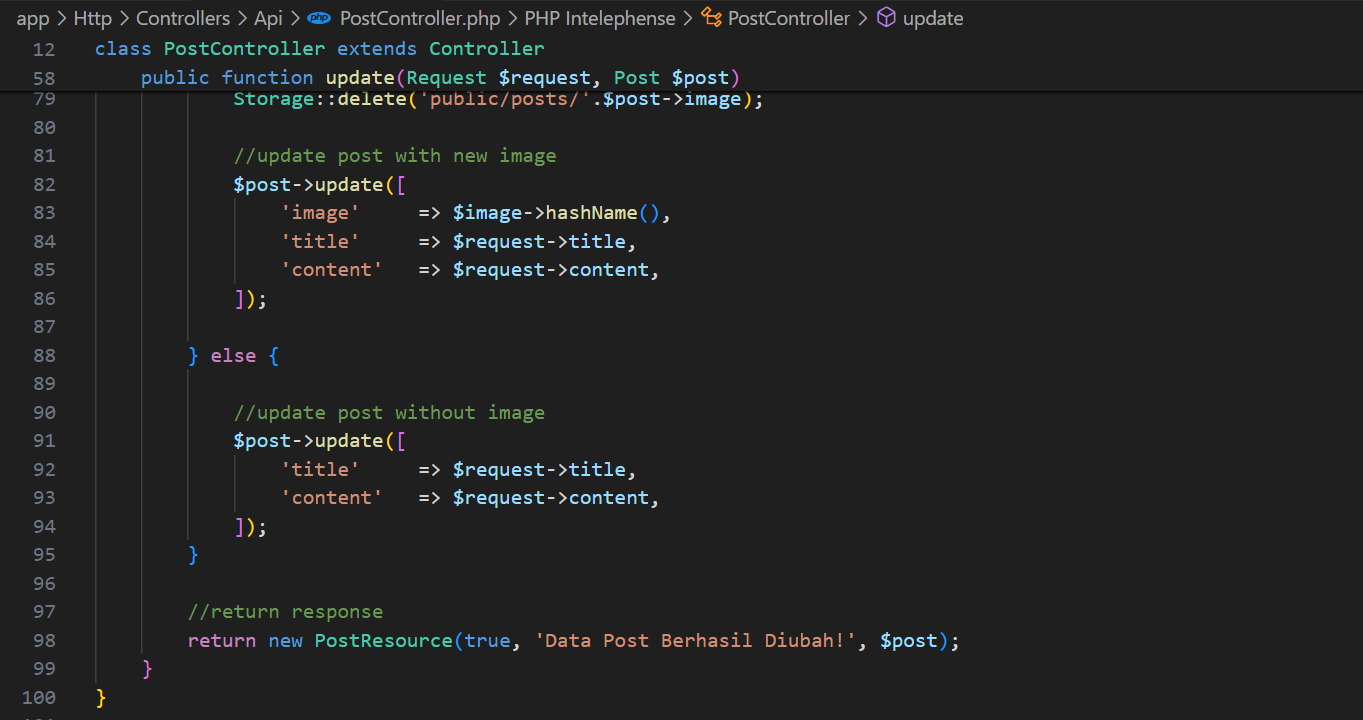 app > Http > Controllers > Api > php PostController.php > PHP Intelephense > PostController > update
12 class PostController extends Controller
58 public function update(Request $request, Post $post)
79 Storage::delete('public/posts/'.$post->image);
80
81 //update post with new image
82 $post->update([
83 'image' => $image->hashName(),
84 'title' => $request->title,
85 'content' => $request->content,
86 ]);
87
88 } else {
89
90 //update post without image
91 $post->update([
92 'title' => $request->title,
93 'content' => $request->content,
94 ]);
95 }
96
97 //return response
98 return new PostResource(true, 'Data Post Berhasil Diubah!', $post);
99 }
100 }